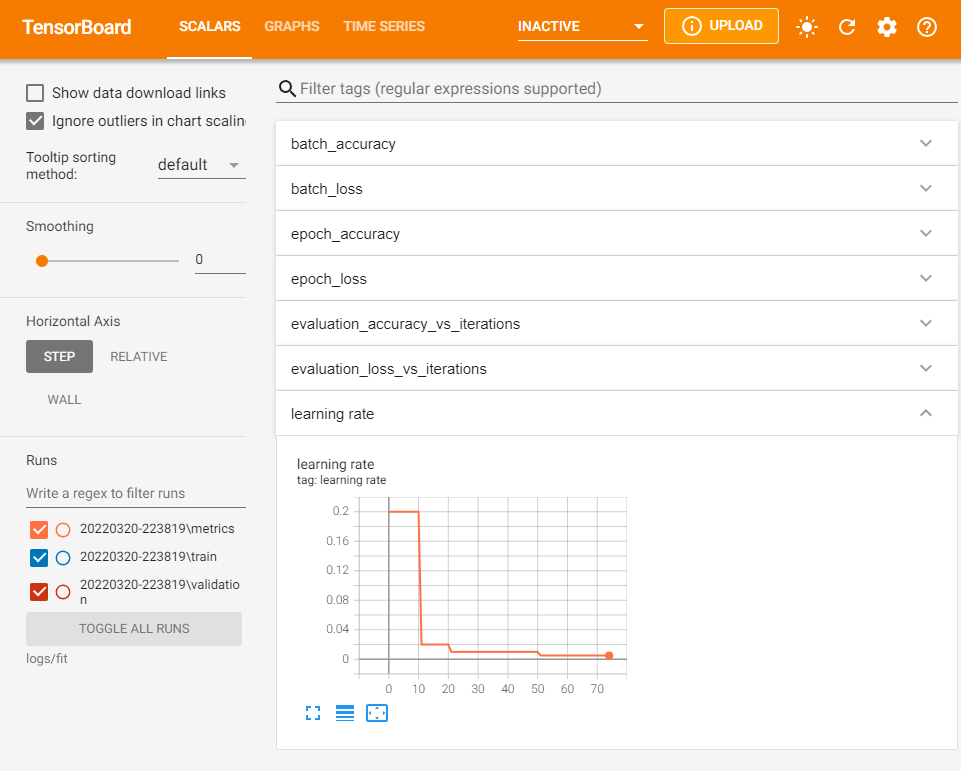 TensorBoard
SCALARS
GRAPHS
TIME SERIES
INACTIVE
UPLOAD
Show data download links
Ignore outliers in chart scalin
Tooltip sorting
method:
default
Smoothing
0
Horizontal Axis
STEP
RELATIVE
WALL
Runs
Write a regex to filter runs
20220320-223819\metrics
20220320-223819\train
20220320-223819\validatio
n
TOGGLE ALL RUNS
logs/fit
Filter tags (regular expressions supported)
batch_accuracy
batch_loss
epoch_accuracy
epoch_loss
evaluation_accuracy_vs_iterations
evaluation_loss_vs_iterations
learning rate
learning rate
tag: learning rate
0.2
0.16
0.12
0.08
0.04
0
0 10 20 30 40 50 60 70